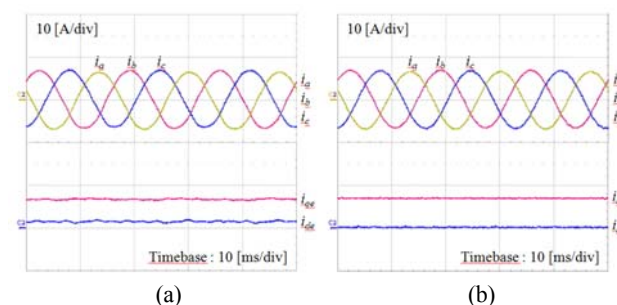 10 [A/div]
i_a i_b i_c
i_a
i_b
i_c
i_qe
i_de
Timebase : 10 [ms/div]
(a)
10 [A/div]
i_a i_b i_c
Timebase : 10 [ms/div]
(b)